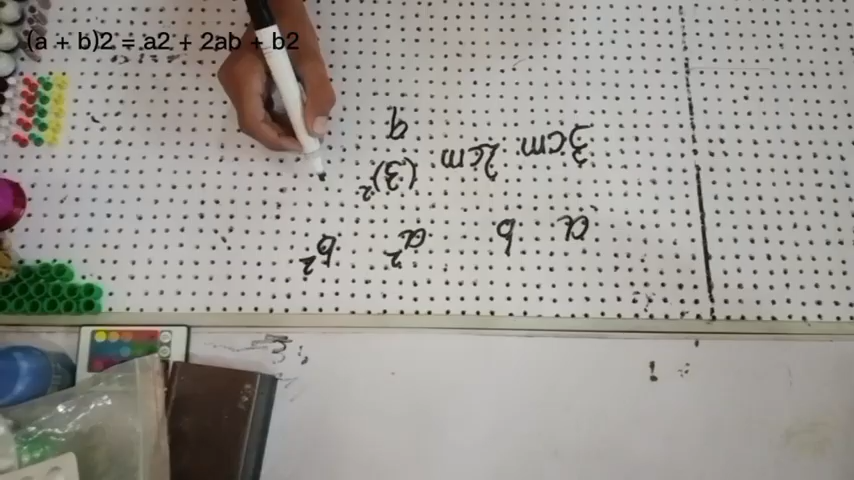 (a + b)2 = a2 + 2ab + b2
a b a² b²
3cm 2cm (3)²
9